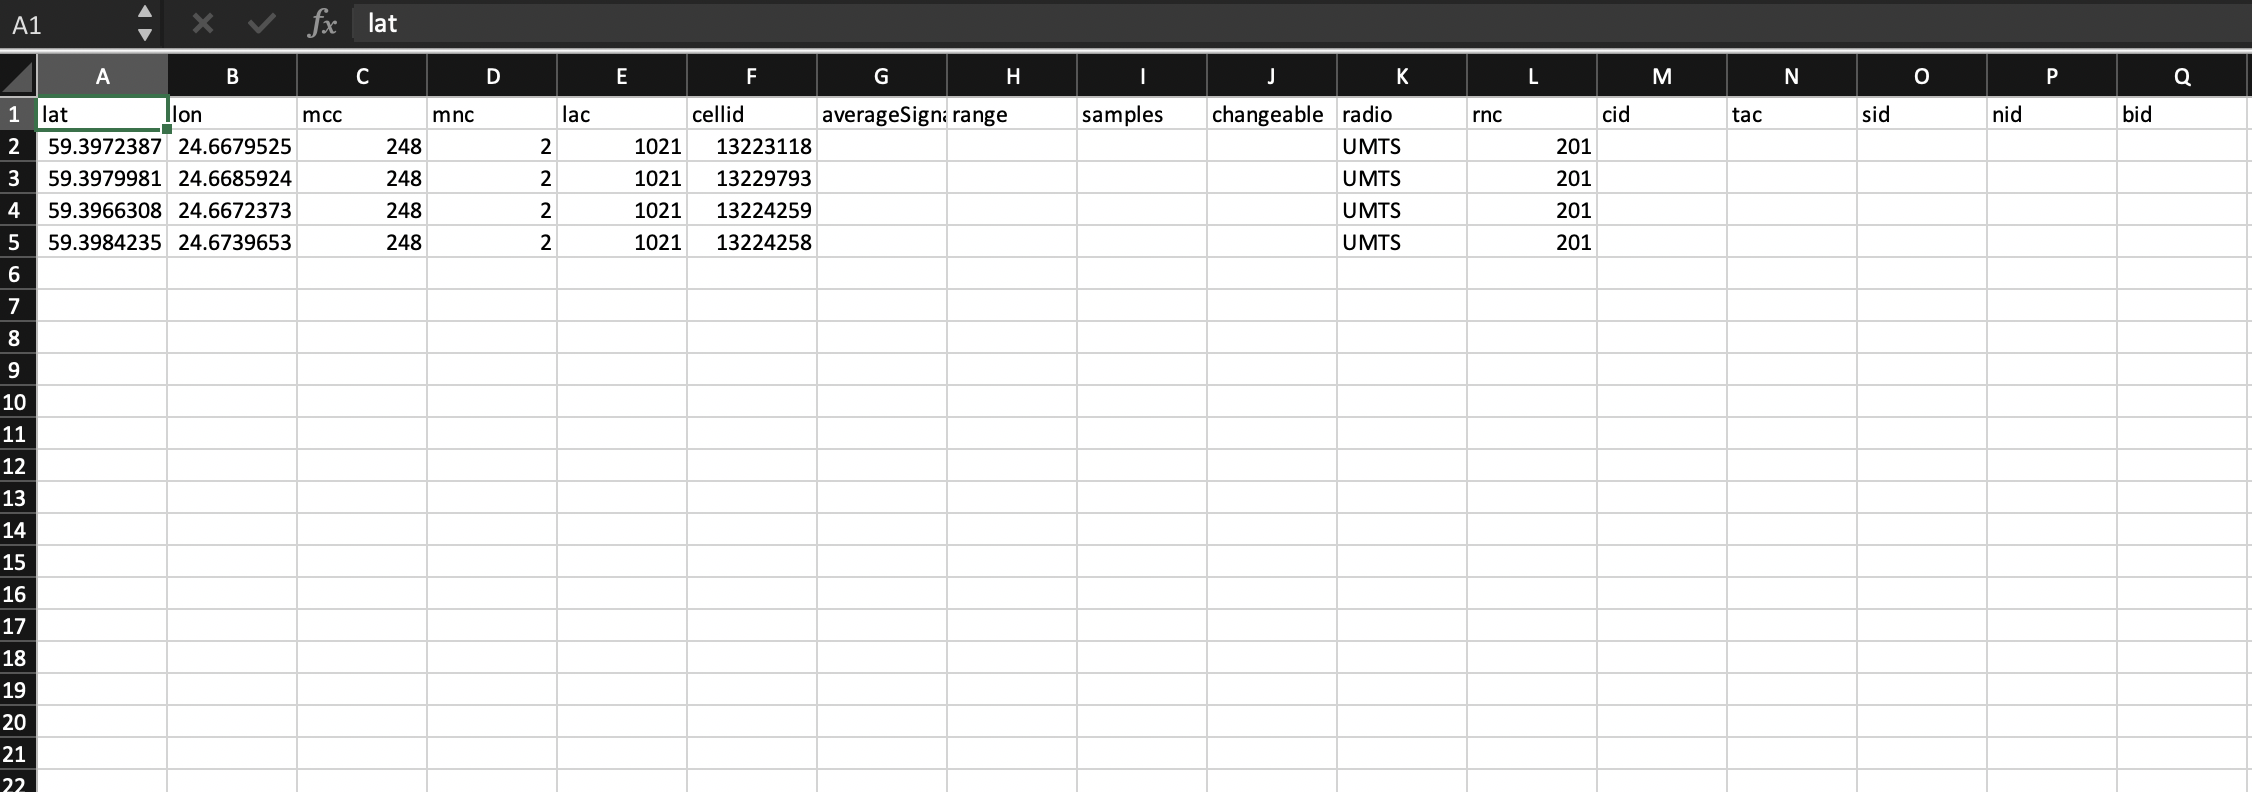 A1 fx lat
A B C D E F G H I J K L M N O P Q
1 lat lon mcc mnc lac cellid averageSigna range samples changeable radio rnc cid tac sid nid bid
2 59.3972387 24.6679525 248 2 1021 13223118 UMTS 201
3 59.3979981 24.6685924 248 2 1021 13229793 UMTS 201
4 59.3966308 24.6672373 248 2 1021 13224259 UMTS 201
5 59.3984235 24.6739653 248 2 1021 13224258 UMTS 201
6
7
8
9
10
11
12
13
14
15
16
17
18
19
20
21
22